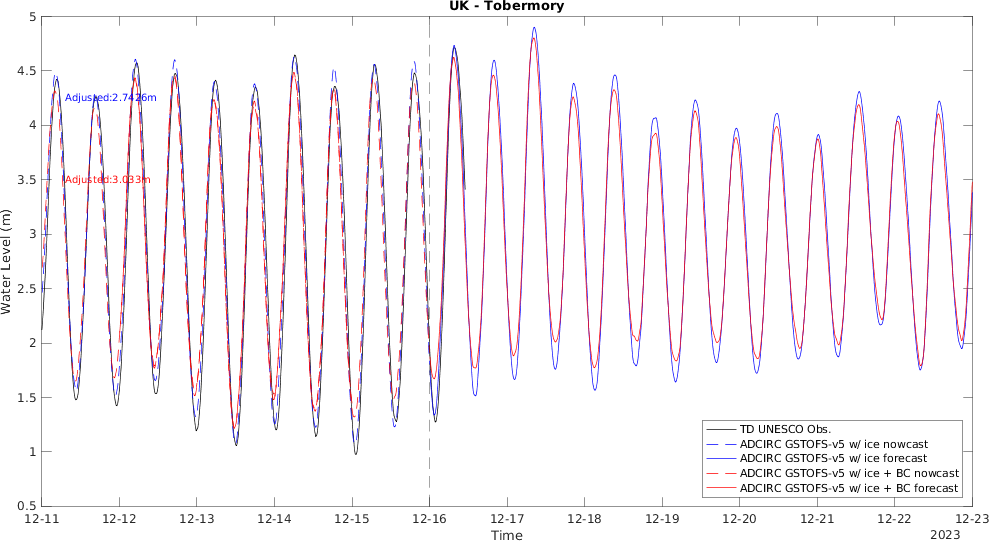 UK - Tobermory
5
4.5
4
3.5
3
2.5
2
1.5
1
0.5
Water Level (m)
Adjusted:2.7426m
Adjusted:3.033m
TD UNESCO Obs.
ADCIRC GSTOFS-v5 w/ ice nowcast
ADCIRC GSTOFS-v5 w/ ice forecast
ADCIRC GSTOFS-v5 w/ ice + BC nowcast
ADCIRC GSTOFS-v5 w/ ice + BC forecast
12-11 12-12 12-13 12-14 12-15 12-16 12-17 12-18 12-19 12-20 12-21 12-22 12-23
Time
2023